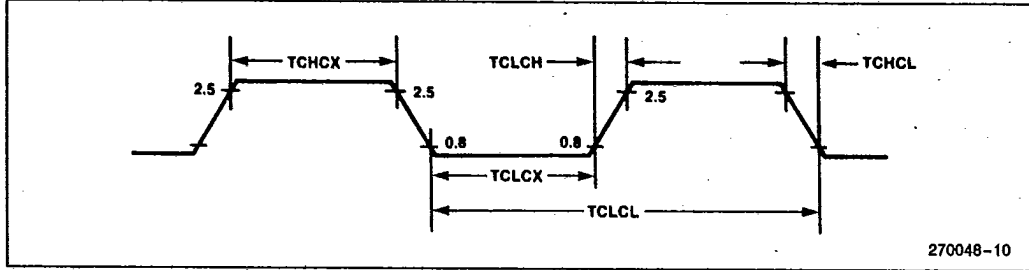 TCHCX
TCLCH
TCHCL
2.5
2.5
2.5
0.8
0.8
TCLCX
TCLCL
270048-10